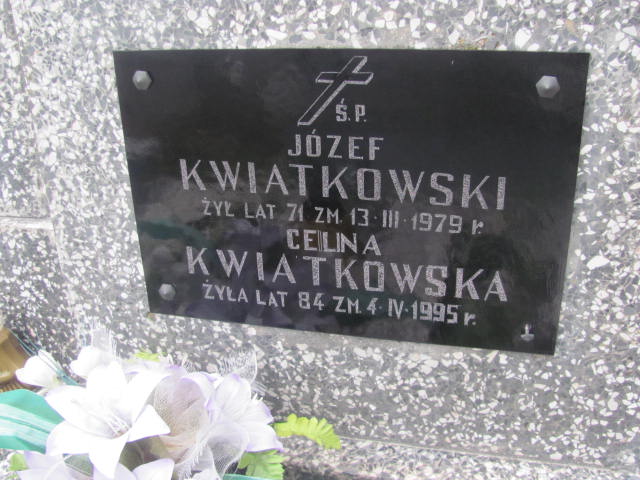 Ś.P.
JÓZEF
KWIATKOWSKI
ŻYŁ LAT 71 ZM. 13·III·1979 r.
CELINA
KWIATKOWSKA
ŻYŁA LAT 84 ZM. 4·IV·1995 r.